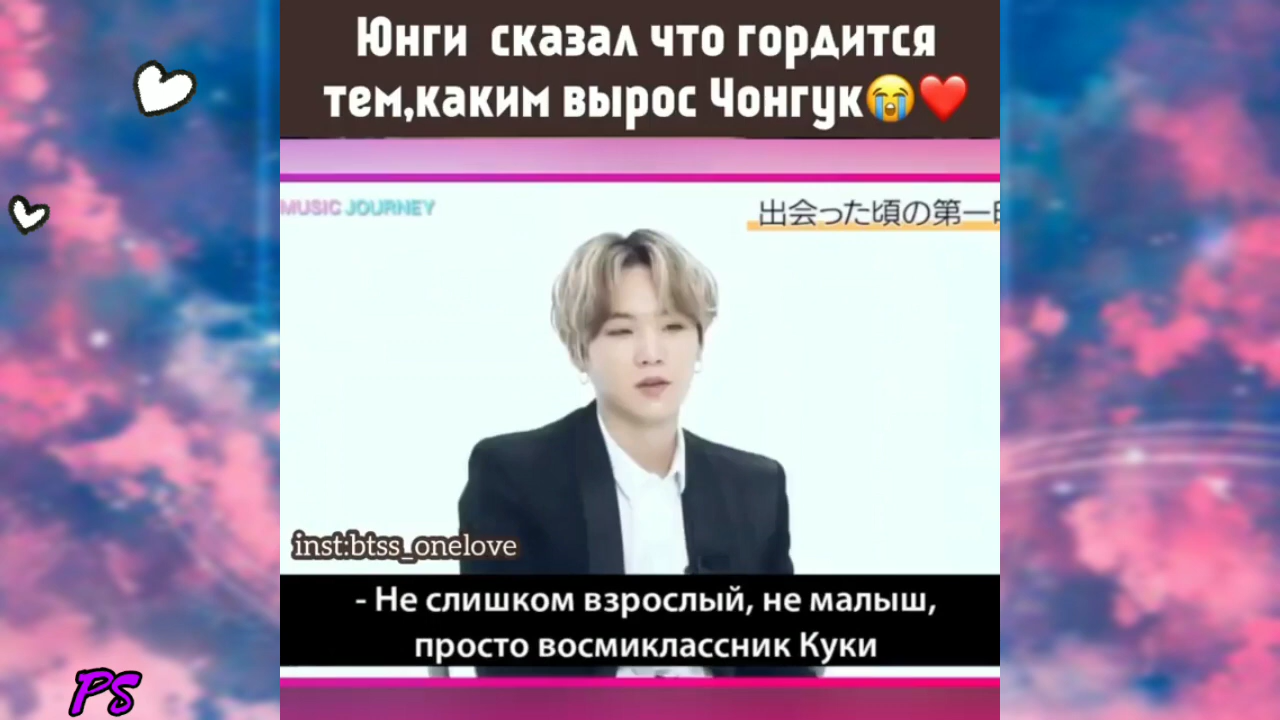 Юнги сказал что гордится
тем,каким вырос Чонгук😭❤️
MUSIC JOURNEY
出会った頃の第一
inst:btss_onelove
- Не слишком взрослый, не малыш,
просто восмиклассник Куки
PS